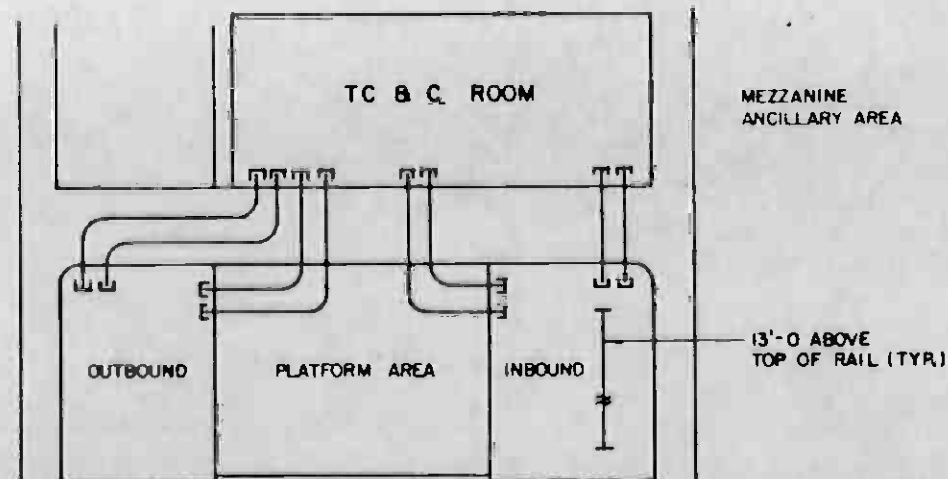 TC & C ROOM
MEZZANINE
ANCILLARY AREA
13'-0 ABOVE
TOP OF RAIL (TYP.)
OUTBOUND
PLATFORM AREA
INBOUND